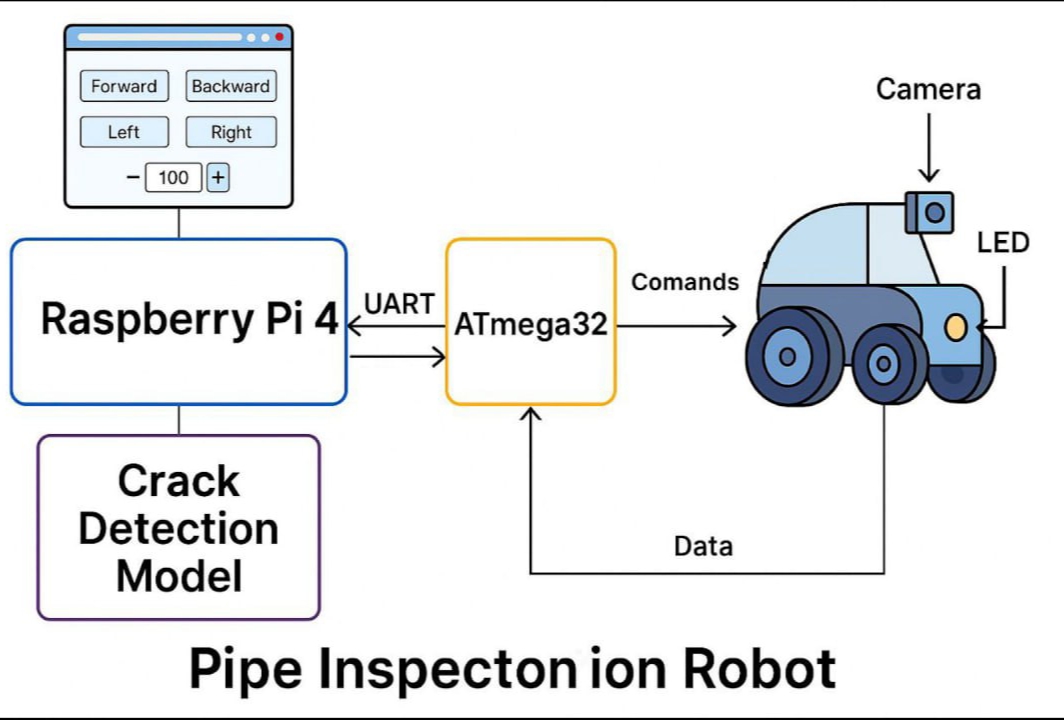 Forward
Backward
Left
Right
− 100 +
Camera
LED
Raspberry Pi 4
UART
ATmega32
Comands
Crack
Detection
Model
Data
Pipe Inspecton ion Robot